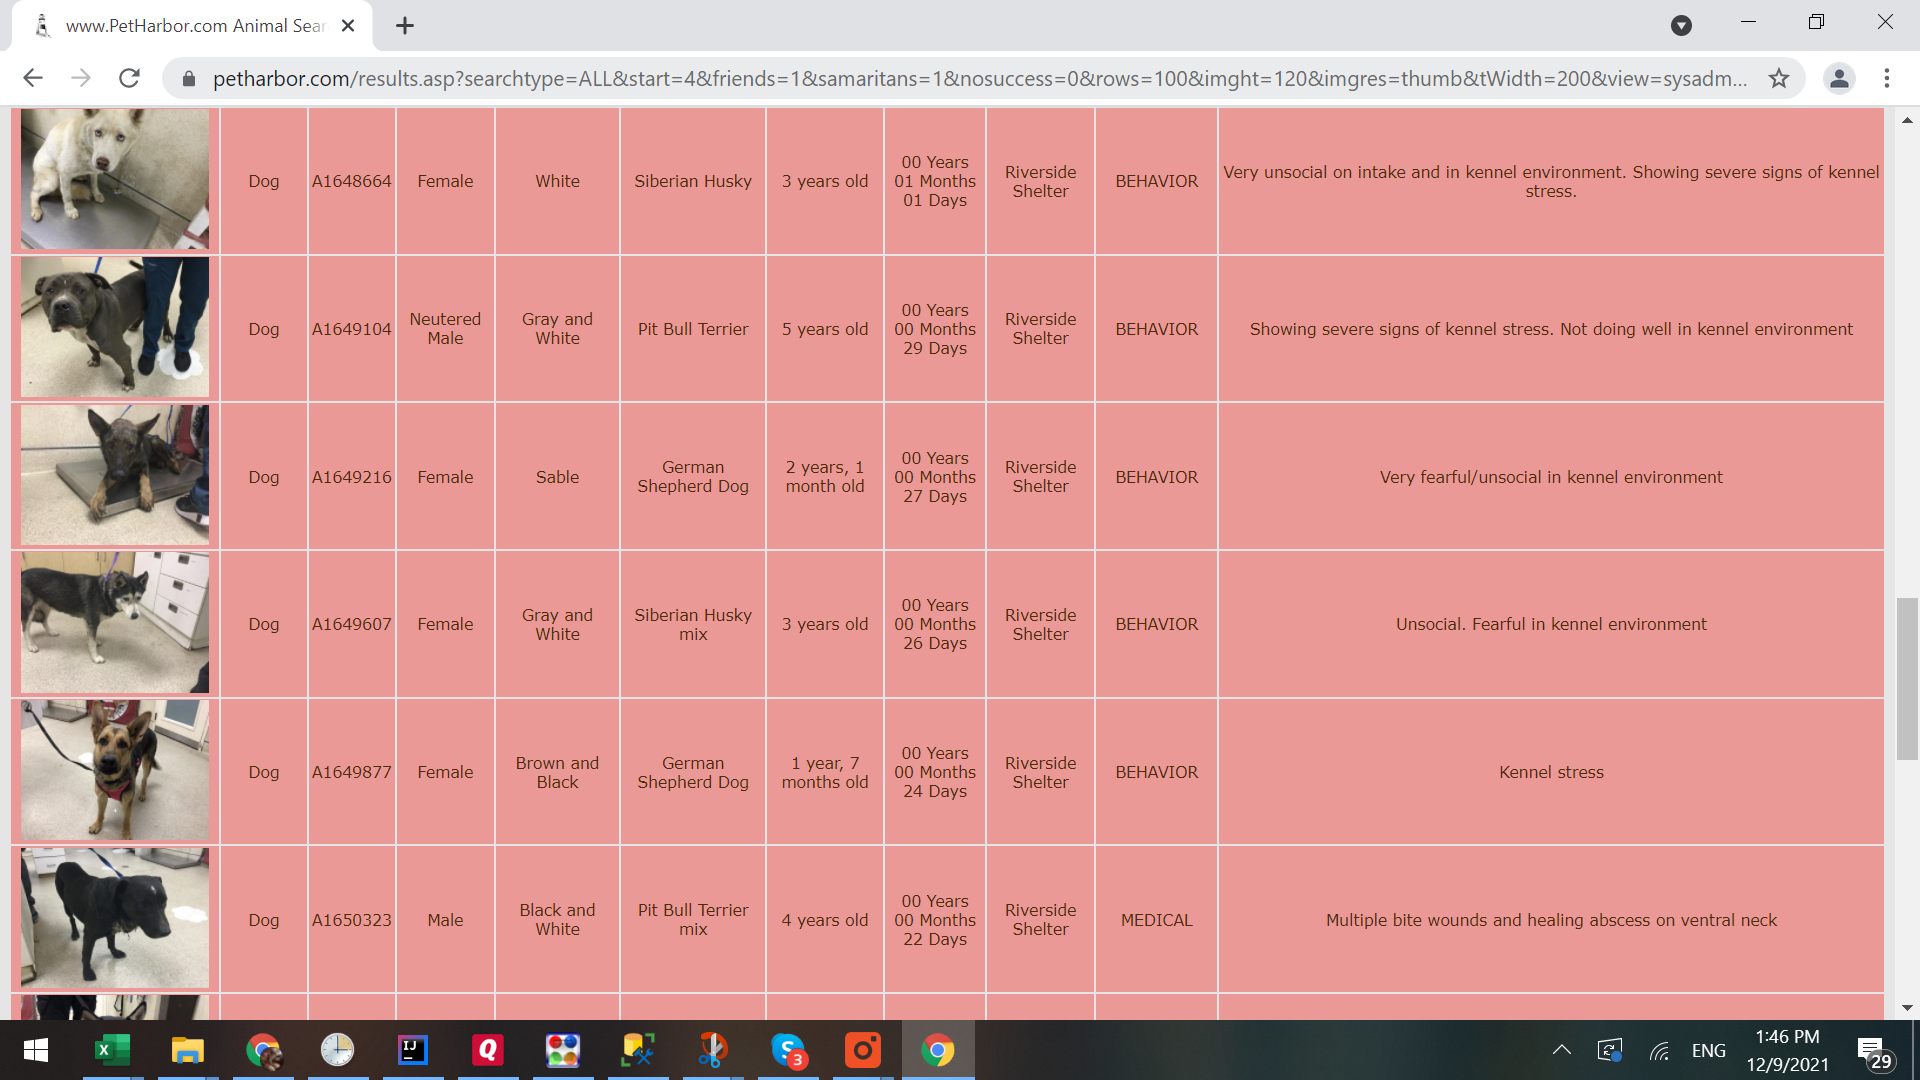 www.PetHarbor.com Animal Sear
petharbor.com/results.asp?searchtype=ALL&start=4&friends=1&samaritans=1&nosuccess=0&rows=100&imght=120&imgres=thumb&tWidth=200&view=sysadm...
Dog
A1648664
Female
White
Siberian Husky
3 years old
00 Years
01 Months
01 Days
Riverside
Shelter
BEHAVIOR
Very unsocial on intake and in kennel environment. Showing severe signs of kennel
stress.
Dog
A1649104
Neutered
Male
Gray and
White
Pit Bull Terrier
5 years old
00 Years
00 Months
29 Days
Riverside
Shelter
BEHAVIOR
Showing severe signs of kennel stress. Not doing well in kennel environment
Dog
A1649216
Female
Sable
German
Shepherd Dog
2 years, 1
month old
00 Years
00 Months
27 Days
Riverside
Shelter
BEHAVIOR
Very fearful/unsocial in kennel environment
Dog
A1649607
Female
Gray and
White
Siberian Husky
mix
3 years old
00 Years
00 Months
26 Days
Riverside
Shelter
BEHAVIOR
Unsocial. Fearful in kennel environment
Dog
A1649877
Female
Brown and
Black
German
Shepherd Dog
1 year, 7
months old
00 Years
00 Months
24 Days
Riverside
Shelter
BEHAVIOR
Kennel stress
Dog
A1650323
Male
Black and
White
Pit Bull Terrier
mix
4 years old
00 Years
00 Months
22 Days
Riverside
Shelter
MEDICAL
Multiple bite wounds and healing abscess on ventral neck
X
IJ
Q
S
3
ENG
1:46 PM
12/9/2021
29